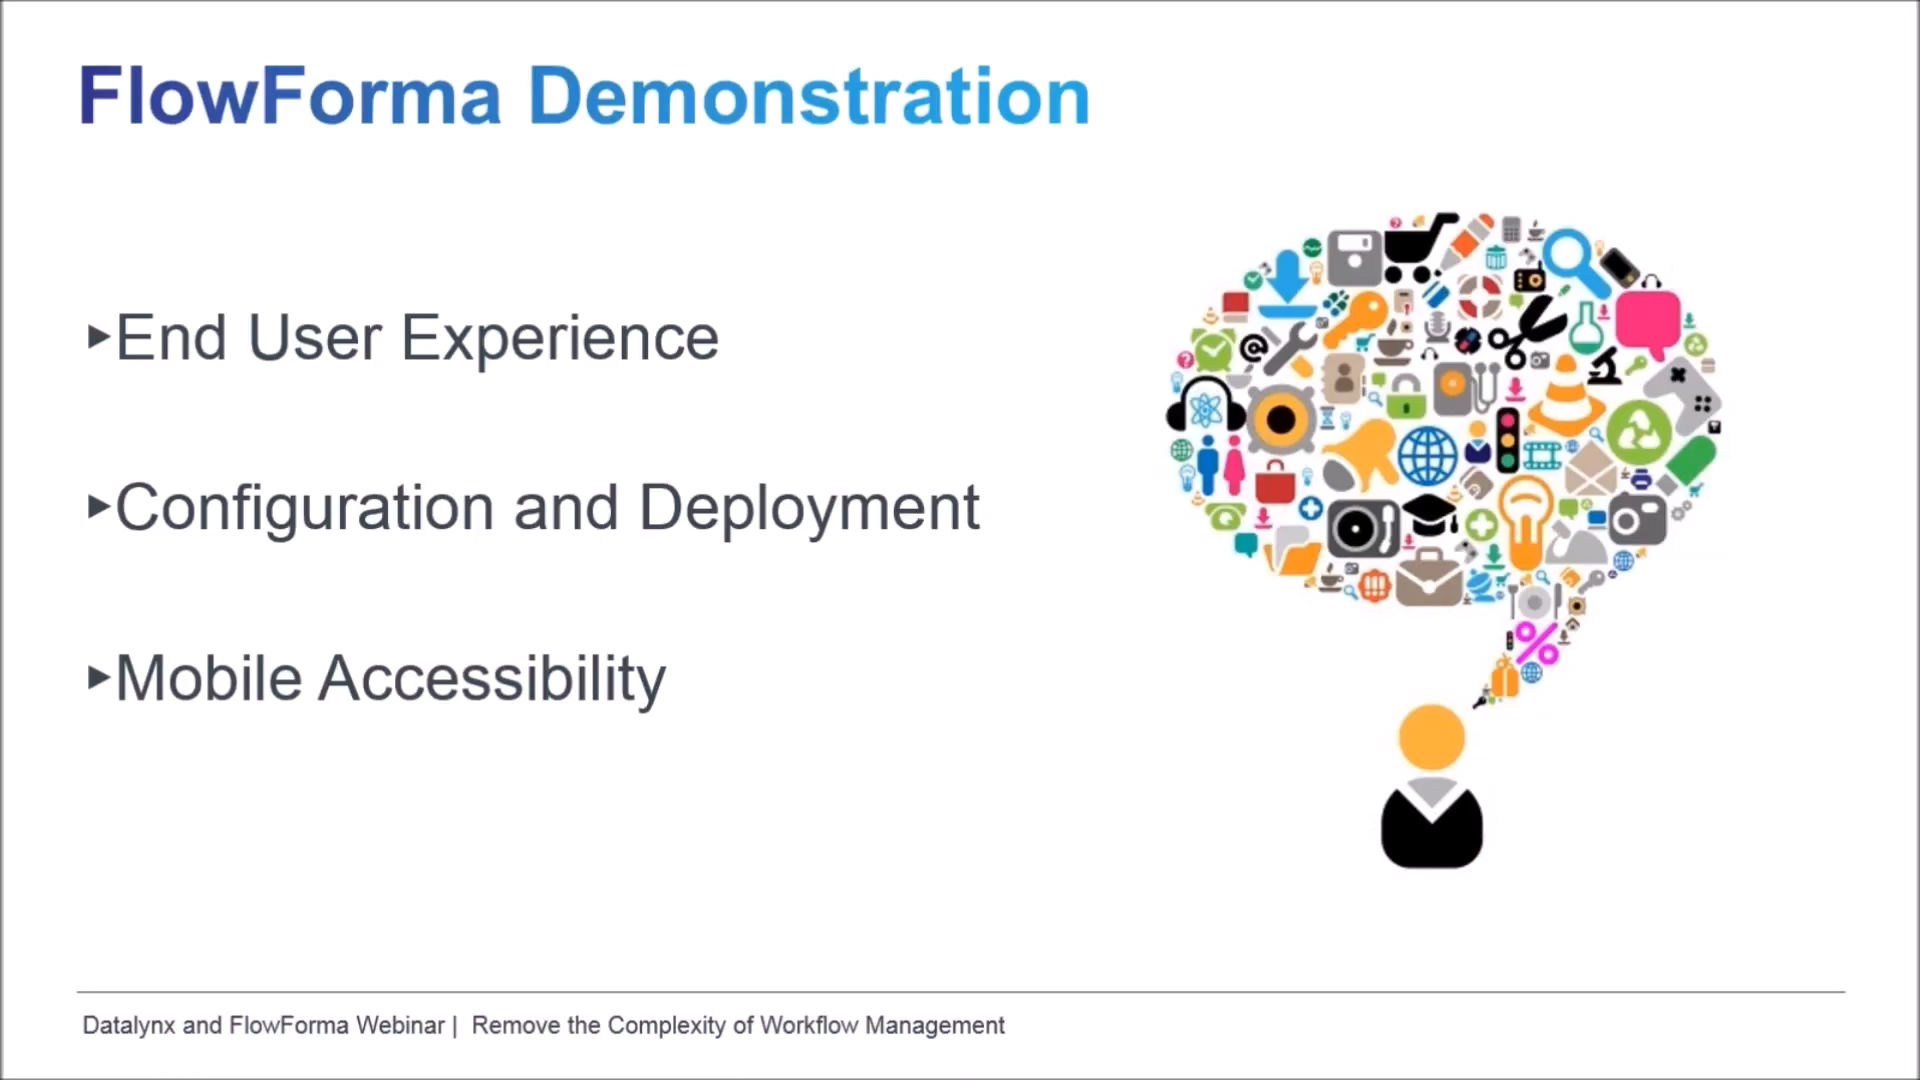 FlowForma Demonstration
▸End User Experience
▸Configuration and Deployment
▸Mobile Accessibility
Datalynx and FlowForma Webinar | Remove the Complexity of Workflow Management